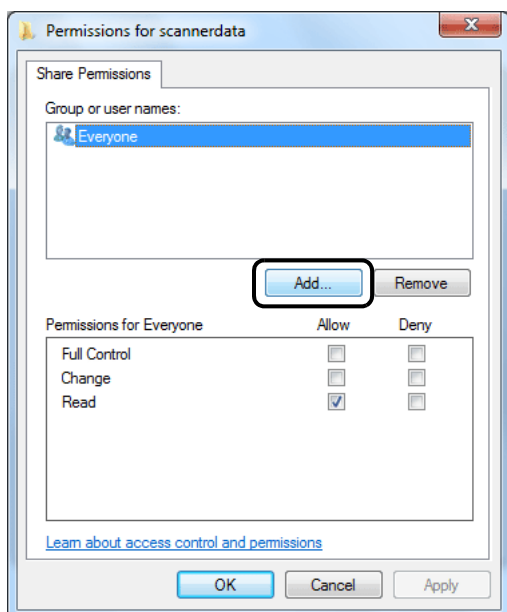 Permissions for scannerdata
Share Permissions
Group or user names:
Everyone
Add... Remove
Permissions for Everyone Allow Deny
Full Control
Change
Read
Learn about access control and permissions
OK Cancel Apply